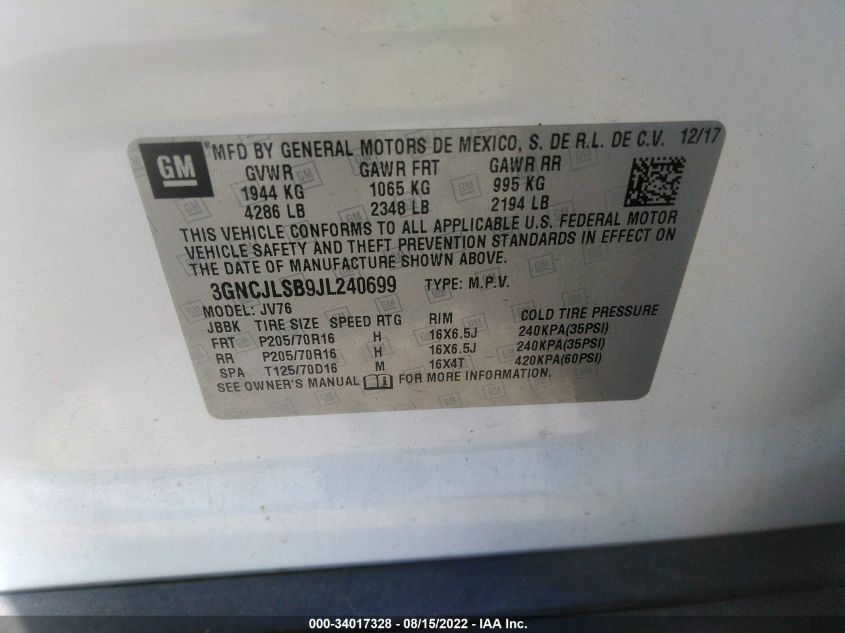 GM
*MFD BY GENERAL MOTORS DE MEXICO, S. DE R.L. DE C.V. 12/17
GVWR GAWR FRT GAWR RR
1944 KG 1065 KG 995 KG
4286 LB 2348 LB 2194 LB
THIS VEHICLE CONFORMS TO ALL APPLICABLE U.S. FEDERAL MOTOR
VEHICLE SAFETY AND THEFT PREVENTION STANDARDS IN EFFECT ON
THE DATE OF MANUFACTURE SHOWN ABOVE.
3GNCJLSB9JL240699 TYPE: M.P.V.
MODEL: JV76
JBBK TIRE SIZE SPEED RTG RIM COLD TIRE PRESSURE
FRT P205/70R16 H 16X6.5J 240KPA(35PSI)
RR P205/70R16 H 16X6.5J 240KPA(35PSI)
SPA T125/70D16 M 16X4T 420KPA(60PSI)
SEE OWNER'S MANUAL FOR MORE INFORMATION.
000-34017328 - 08/15/2022 - IAA Inc.